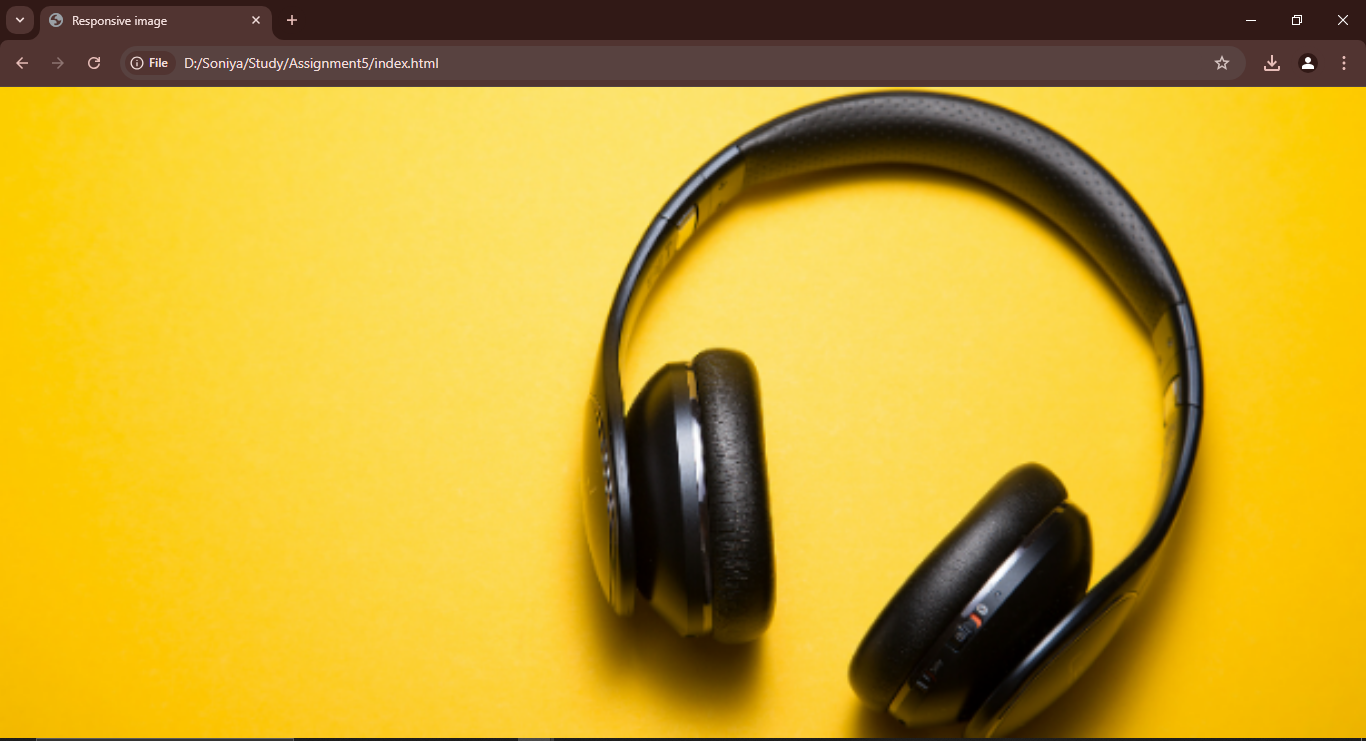 Responsive image
File D:/Soniya/Study/Assignment5/index.html